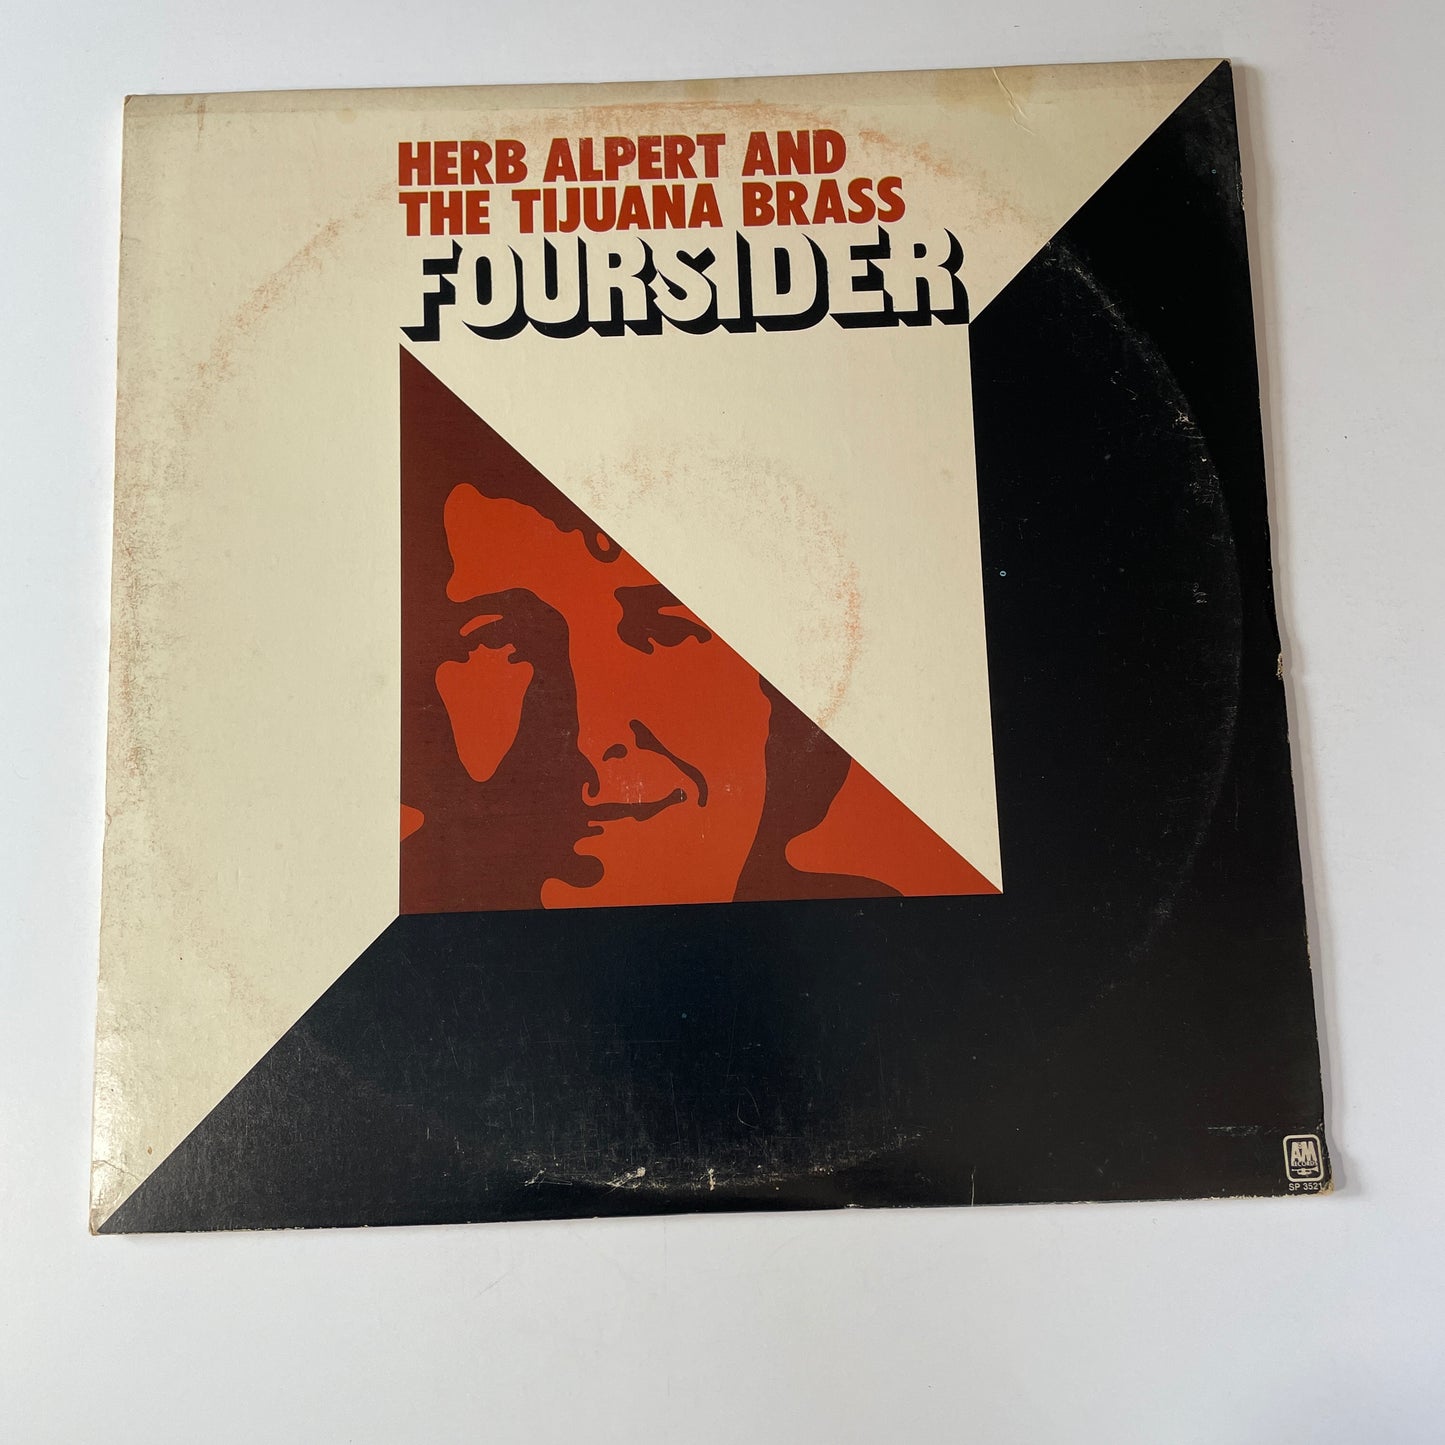 HERB ALPERT AND
THE TIJUANA BRASS
FOURSIDER
A&M
RECORDS
SP 3521